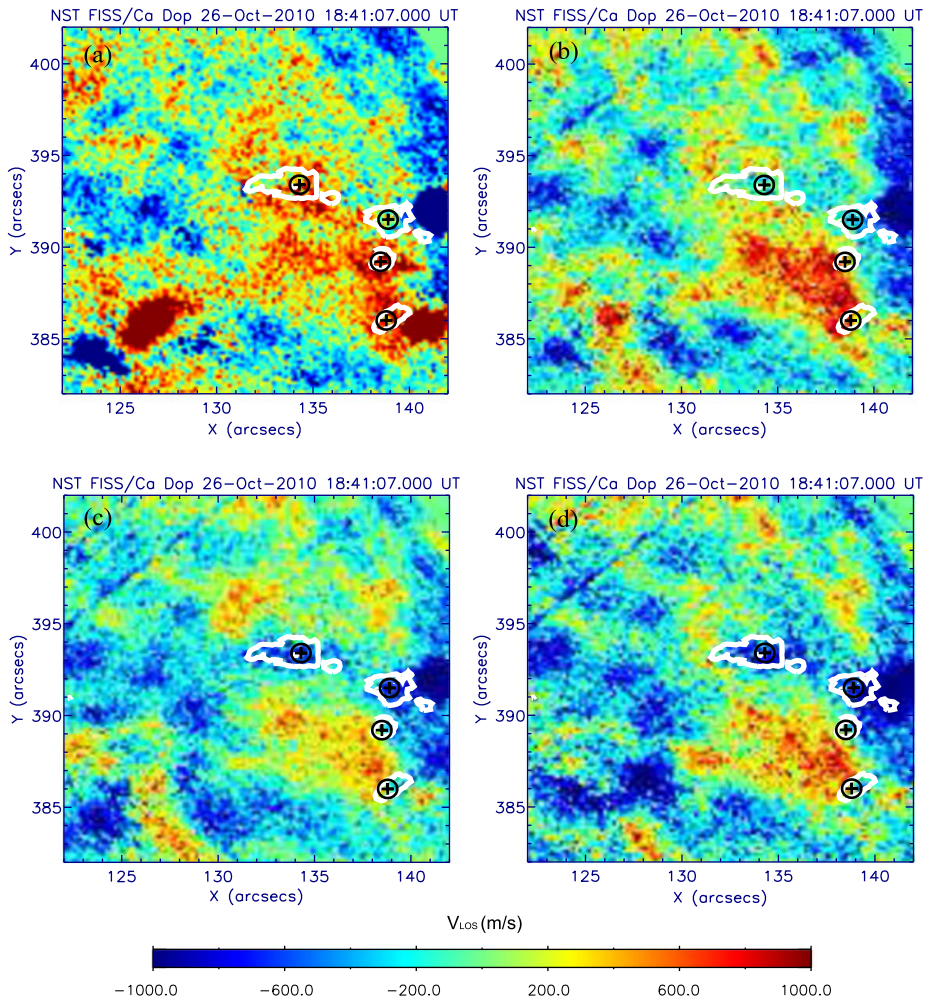 NST FISS/Ca Dop 26-Oct-2010 18:41:07.000 UT NST FISS/Ca Dop 26-Oct-2010 18:41:07.000 UT
(a) (b)
400 400
395 395
Y (arcsecs) Y (arcsecs)
390 390
385 385
125 130 135 140 125 130 135 140
X (arcsecs) X (arcsecs)
NST FISS/Ca Dop 26-Oct-2010 18:41:07.000 UT NST FISS/Ca Dop 26-Oct-2010 18:41:07.000 UT
(c) (d)
400 400
395 395
Y (arcsecs) Y (arcsecs)
390 390
385 385
125 130 135 140 125 130 135 140
X (arcsecs) X (arcsecs)
VLOS (m/s)
−1000.0 −600.0 −200.0 200.0 600.0 1000.0